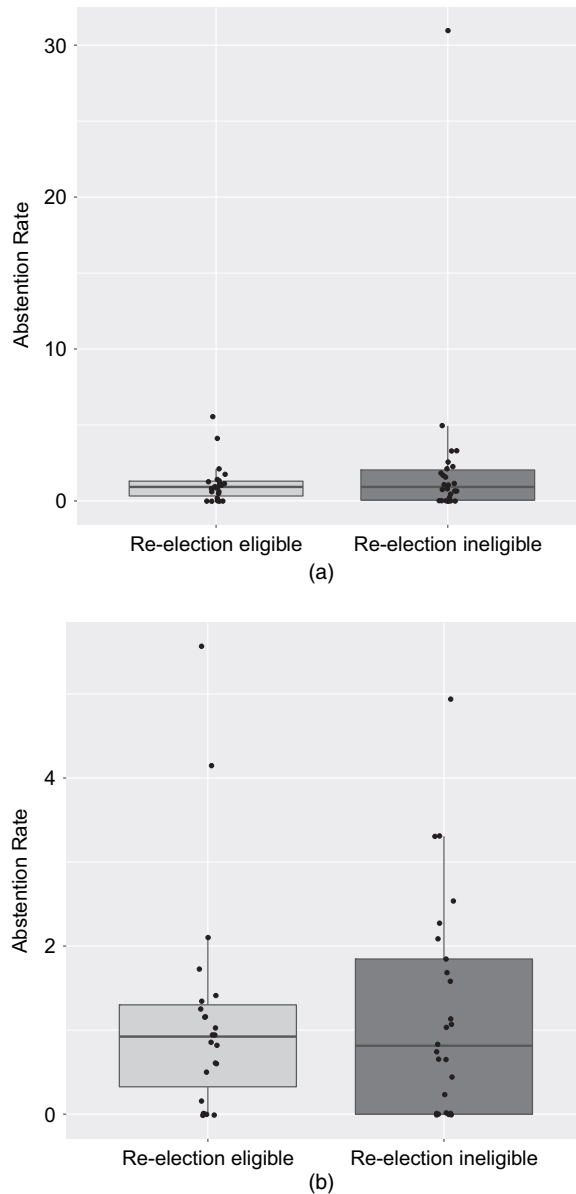 30
20
10
0
Abstention Rate
Re-election eligible Re-election ineligible
(a)
4
2
0
Abstention Rate
Re-election eligible Re-election ineligible
(b)